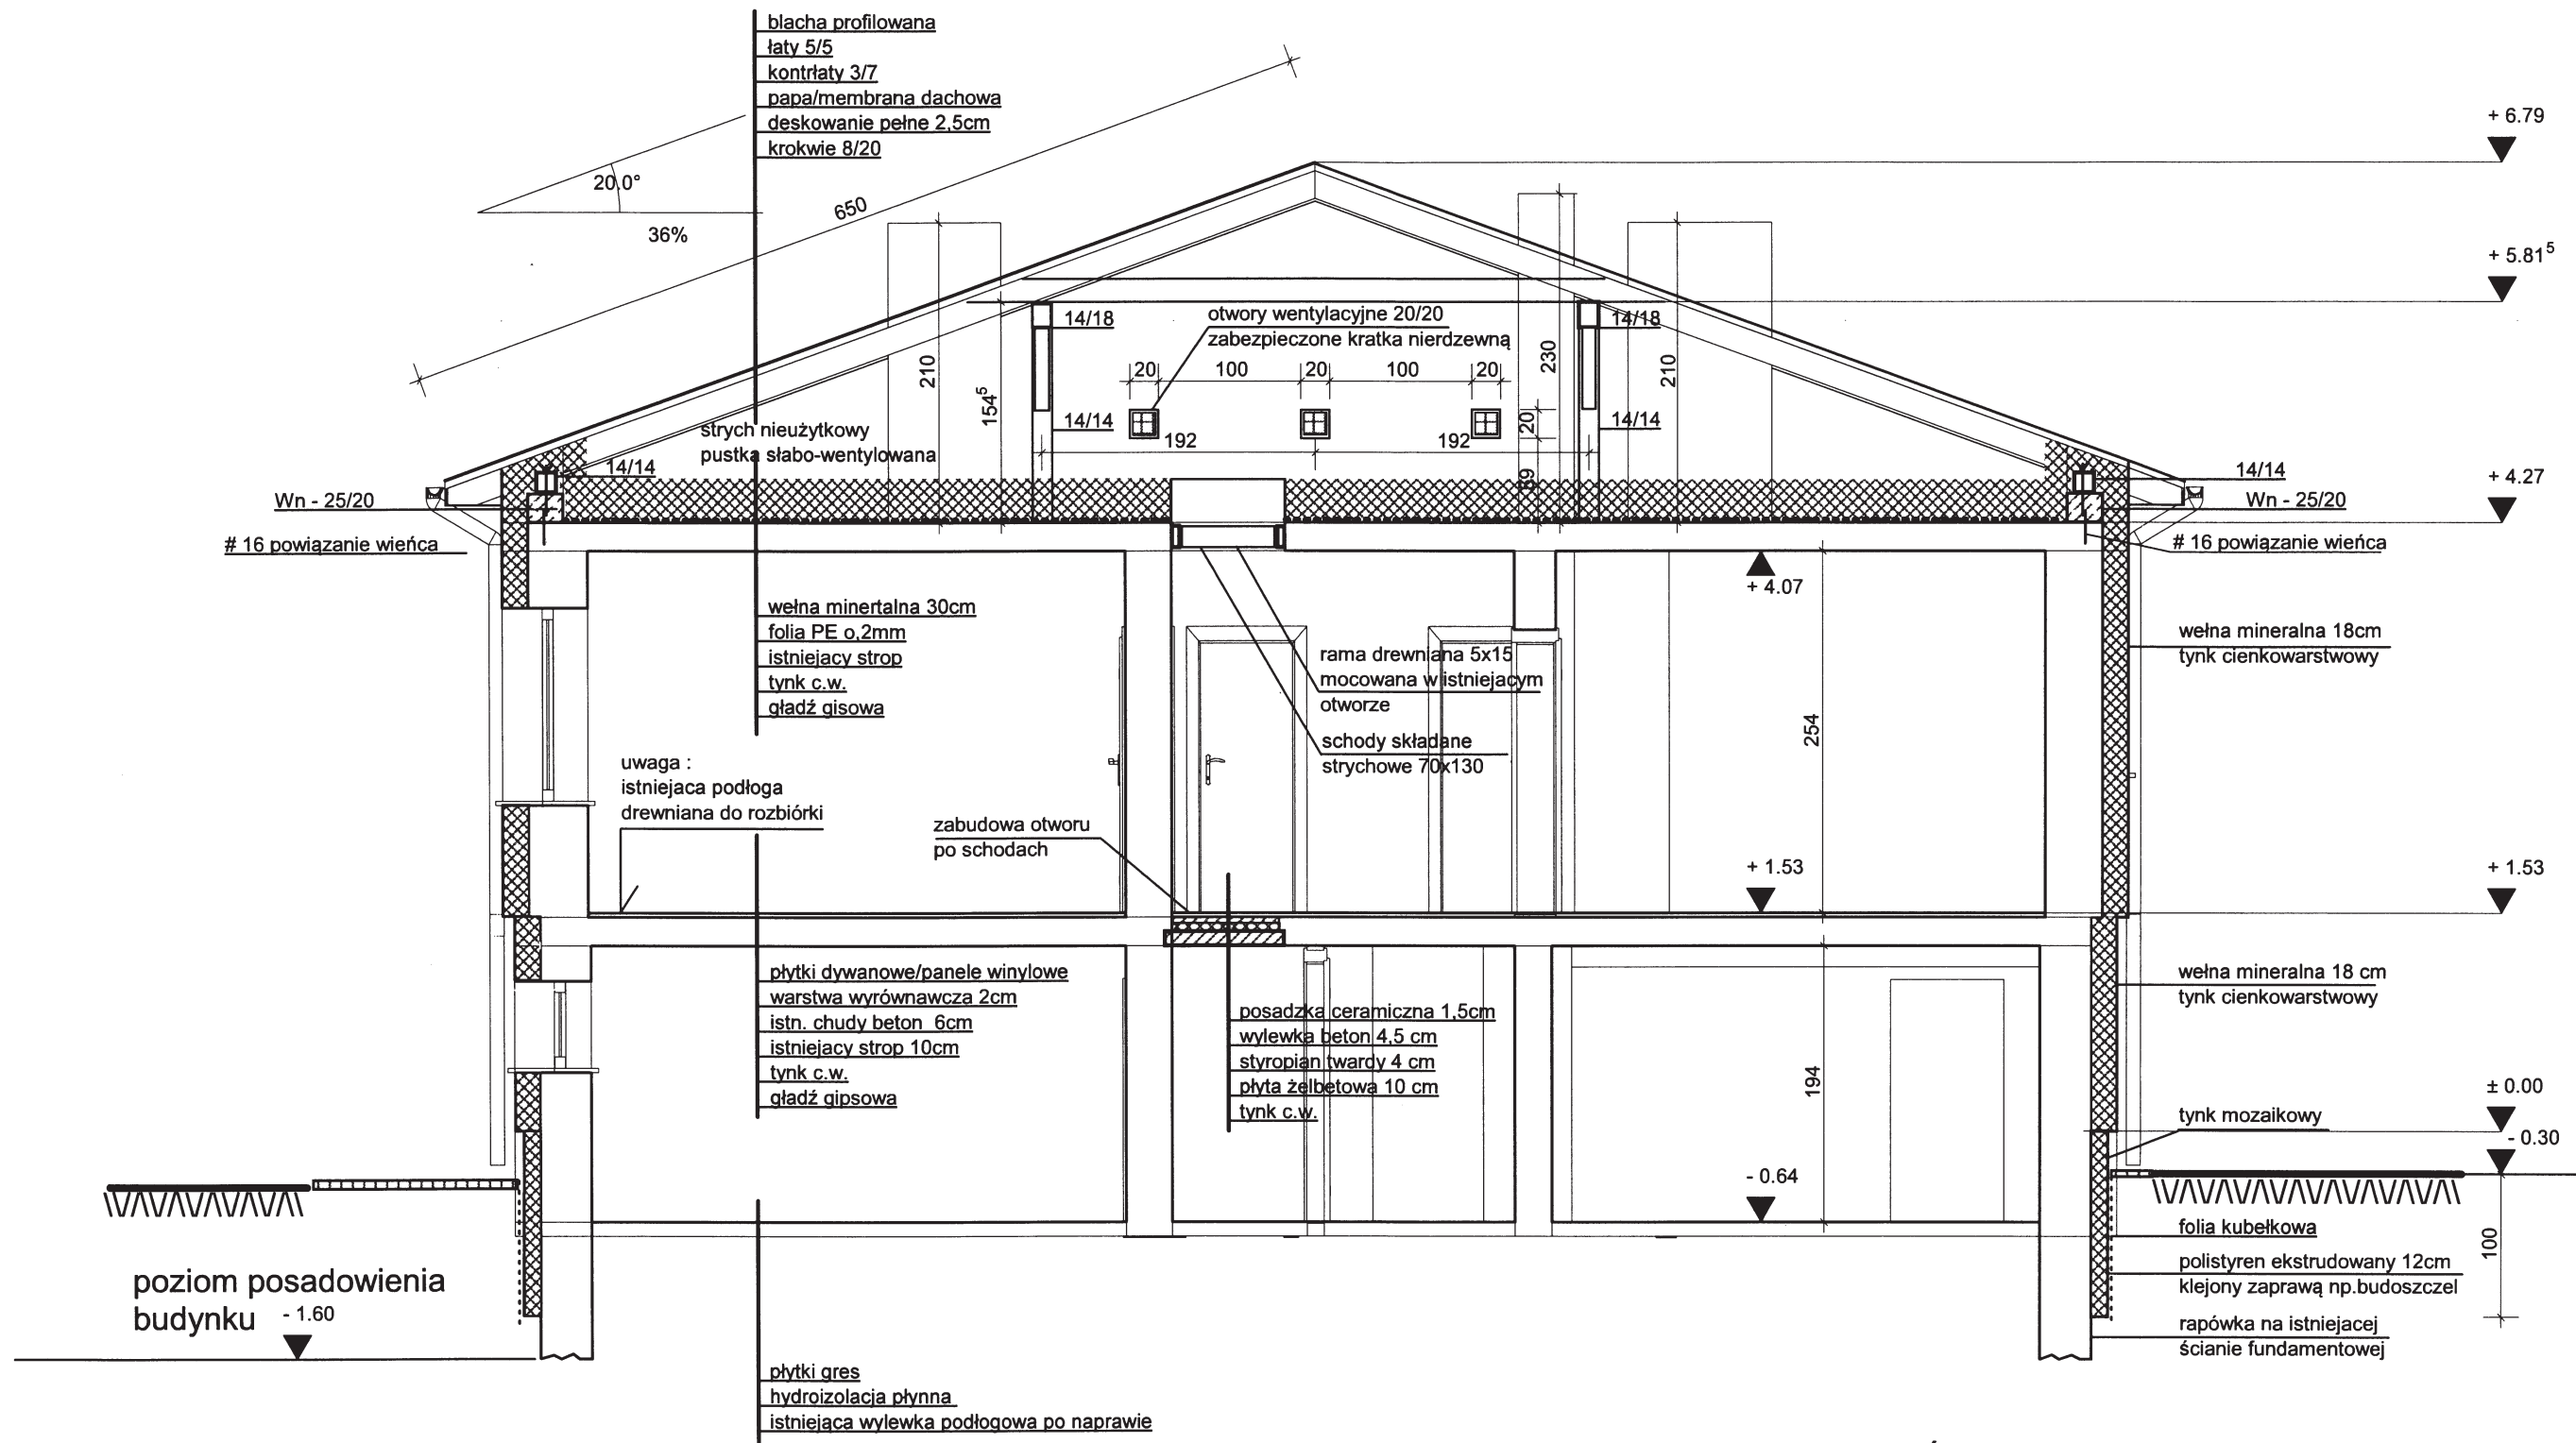 blacha profilowana
łaty 5/5
kontrłaty 3/7
papa/membrana dachowa
deskowanie pełne 2,5cm
krokwie 8/20
20.0°
36%
650
+ 6.79
+ 5.81⁵
+ 4.27
+ 1.53
± 0.00
- 0.30
210
154⁵
14/18
14/14
otwory wentylacyjne 20/20
zabezpieczone kratka nierdzewną
20
100
20
100
20
230
14/18
14/14
210
192
192
20
89
strych nieużytkowy
pustka słabo-wentylowana
14/14
Wn - 25/20
# 16 powiązanie wieńca
14/14
Wn - 25/20
# 16 powiązanie wieńca
+ 4.07
wełna minertalna 30cm
folia PE o,2mm
istniejacy strop
tynk c.w.
gładź gisowa
rama drewniana 5x15
mocowana w istniejacym
otworze
schody składane
strychowe 70x130
254
wełna mineralna 18cm
tynk cienkowarstwowy
uwaga :
istniejaca podłoga
drewniana do rozbiórki
zabudowa otworu
po schodach
+ 1.53
płytki dywanowe/panele winylowe
warstwa wyrównawcza 2cm
istn. chudy beton 6cm
istniejacy strop 10cm
tynk c.w.
gładź gipsowa
posadzka ceramiczna 1,5cm
wylewka beton 4,5 cm
styropian twardy 4 cm
płyta żelbetowa 10 cm
tynk c.w.
194
- 0.64
wełna mineralna 18 cm
tynk cienkowarstwowy
tynk mozaikowy
folia kubełkowa
polistyren ekstrudowany 12cm
klejony zaprawą np.budoszczel
rapówka na istniejacej
ścianie fundamentowej
100
poziom posadowienia
budynku
- 1.60
płytki gres
hydroizolacja płynna
istniejąca wylewka podłogowa po naprawie